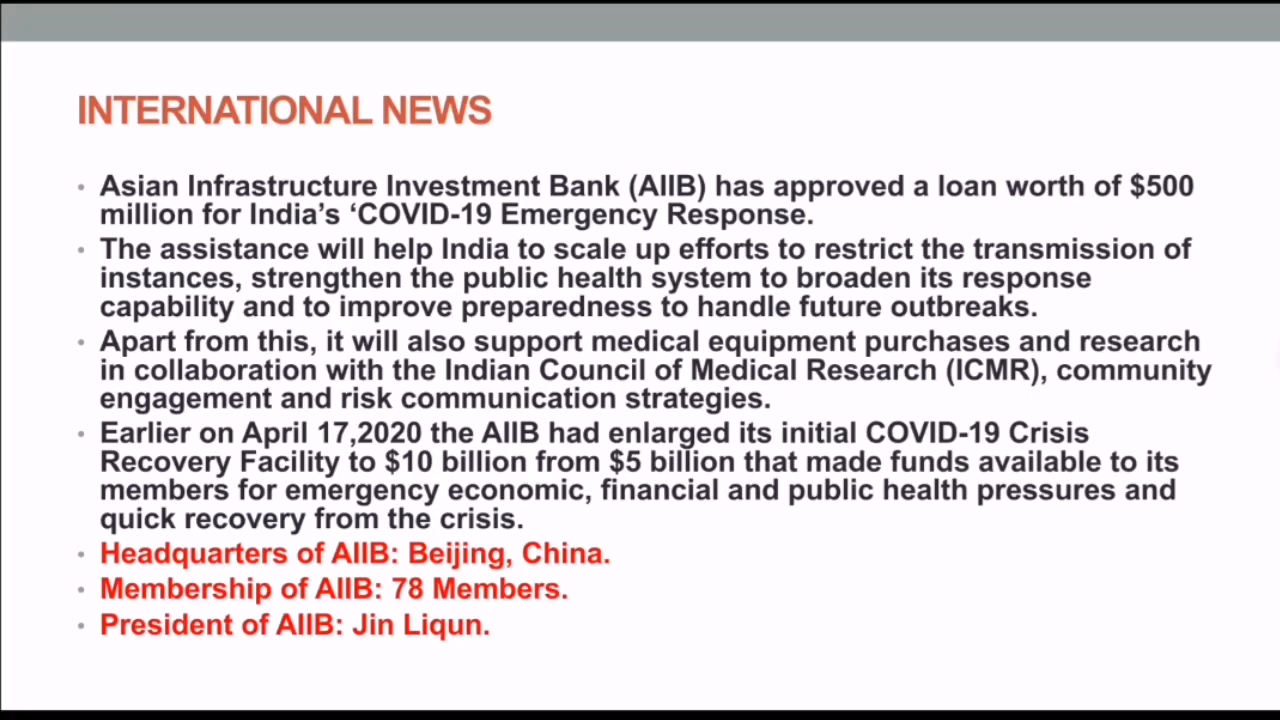 INTERNATIONAL NEWS
• Asian Infrastructure Investment Bank (AIIB) has approved a loan worth of $500
million for India's ‘COVID-19 Emergency Response.
• The assistance will help India to scale up efforts to restrict the transmission of
instances, strengthen the public health system to broaden its response
capability and to improve preparedness to handle future outbreaks.
• Apart from this, it will also support medical equipment purchases and research
in collaboration with the Indian Council of Medical Research (ICMR), community
engagement and risk communication strategies.
• Earlier on April 17,2020 the AIIB had enlarged its initial COVID-19 Crisis
Recovery Facility to $10 billion from $5 billion that made funds available to its
members for emergency economic, financial and public health pressures and
quick recovery from the crisis.
• Headquarters of AIIB: Beijing, China.
• Membership of AIIB: 78 Members.
• President of AIIB: Jin Liqun.